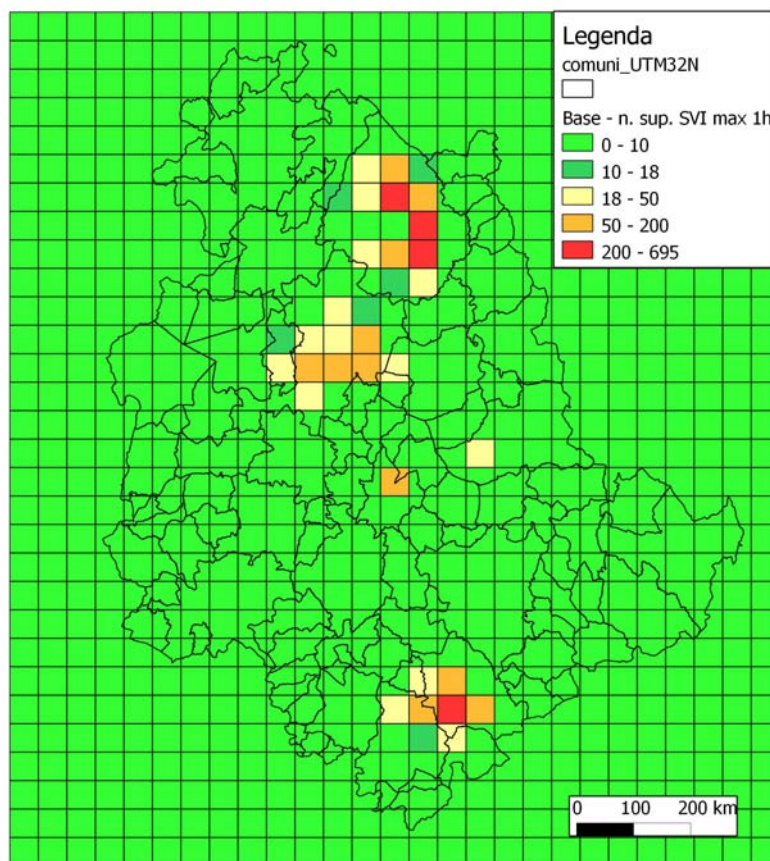 Legenda
comuni_UTM32N
Base - n. sup. SVI max 1h
0 - 10
10 - 18
18 - 50
50 - 200
200 - 695
0 100 200 km